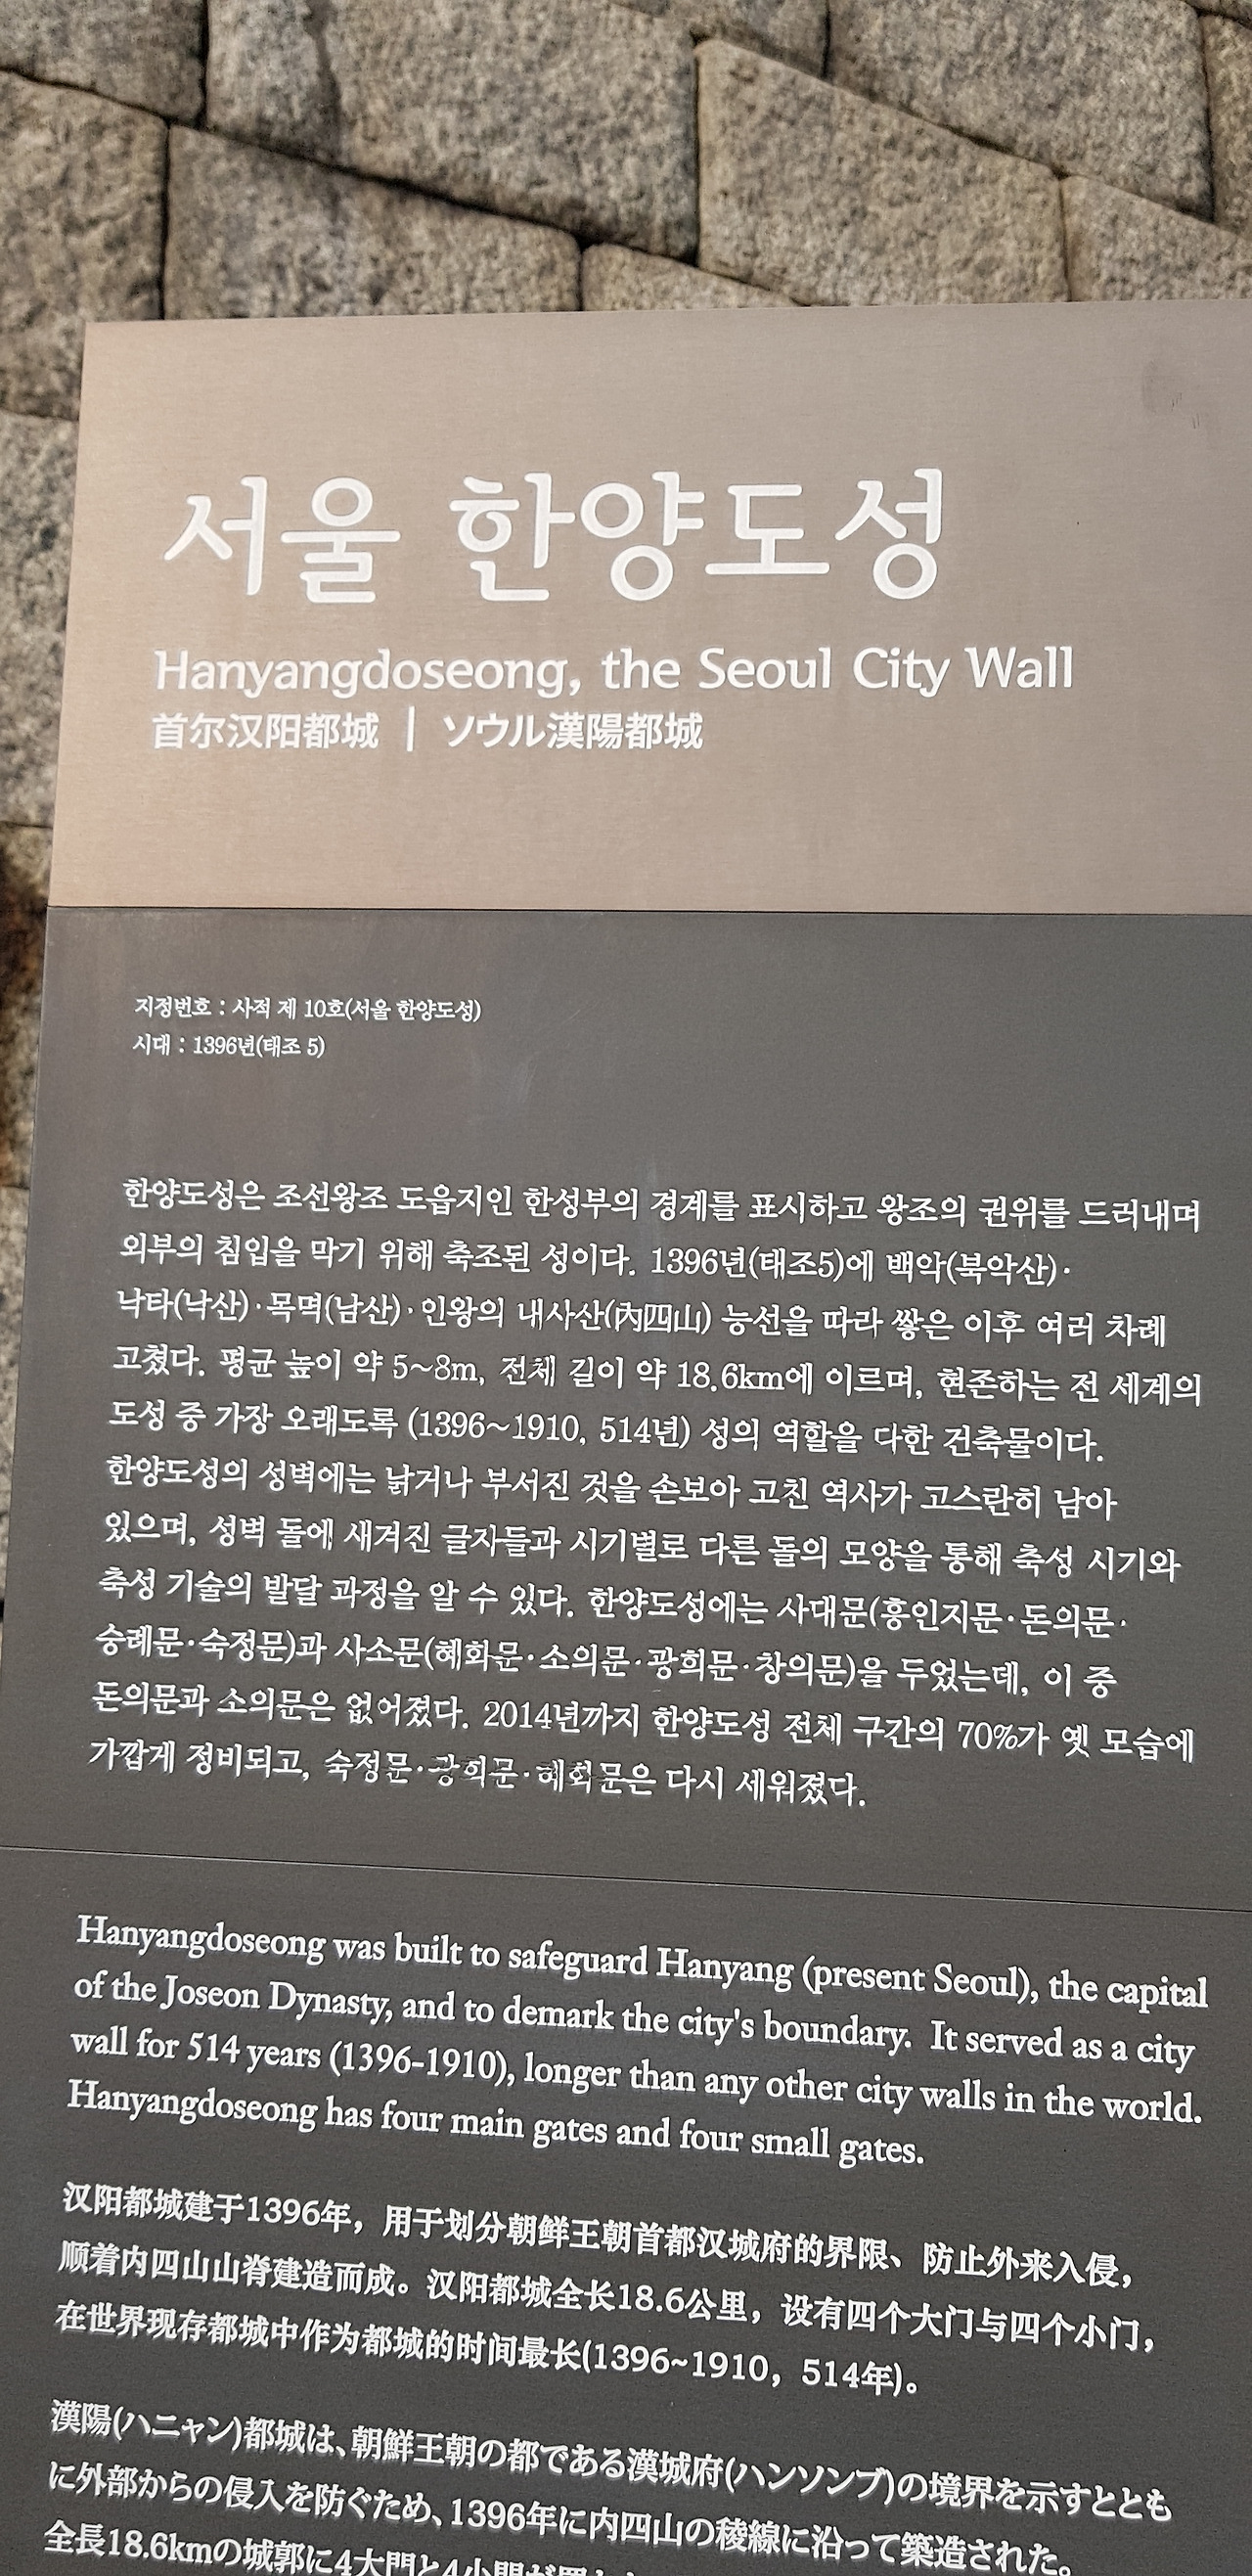 서울 한양도성
Hanyangdoseong, the Seoul City Wall
首尔汉阳都城 | ソウル漢陽都城
지정번호 : 사적 제 10호(서울 한양도성)
시대 : 1396년(태조 5)
한양도성은 조선왕조 도읍지인 한성부의 경계를 표시하고 왕조의 권위를 드러내며
외부의 침입을 막기 위해 축조된 성이다. 1396년(태조5)에 백악(북악산)·
낙타(낙산)·목멱(남산)·인왕의 내사산(內四山) 능선을 따라 쌓은 이후 여러 차례
고쳤다. 평균 높이 약 5~8m, 전체 길이 약 18.6km에 이르며, 현존하는 전 세계의
도성 중 가장 오래도록 (1396~1910, 514년) 성의 역할을 다한 건축물이다.
한양도성의 성벽에는 낡거나 부서진 것을 손보아 고친 역사가 고스란히 남아
있으며, 성벽 돌에 새겨진 글자들과 시기별로 다른 돌의 모양을 통해 축성 시기와
축성 기술의 발달 과정을 알 수 있다. 한양도성에는 사대문(흥인지문·돈의문·
숭례문·숙정문)과 사소문(혜화문·소의문·광희문·창의문)을 두었는데, 이 중
돈의문과 소의문은 없어졌다. 2014년까지 한양도성 전체 구간의 70%가 옛 모습에
가깝게 정비되고, 숙정문·광희문·혜화문은 다시 세워졌다.
Hanyangdoseong was built to safeguard Hanyang (present Seoul), the capital
of the Joseon Dynasty, and to demark the city's boundary. It served as a city
wall for 514 years (1396-1910), longer than any other city walls in the world.
Hanyangdoseong has four main gates and four small gates.
汉阳都城建于1396年，用于划分朝鲜王朝首都汉城府的界限、防止外来入侵，
顺着内四山山脊建造而成。汉阳都城全长18.6公里，设有四个大门与四个小门，
在世界现存都城中作为都城的时间最长(1396~1910，514年)。
漢陽(ハニャン)都城は、朝鮮王朝の都である漢城府(ハンソンブ)の境界を示すととも
に外部からの侵入を防ぐため、1396年に内四山の稜線に沿って築造された。
全長18.6kmの城郭に4大門と4小門が